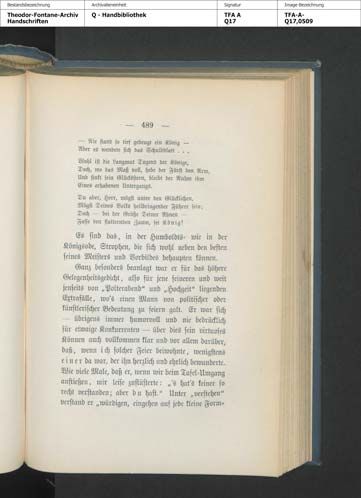 Bestandsbezeichnung
Archivalieneinheit
Signatur
Image-Bezeichnung
Theodor-Fontane-Archiv
Handschriften
Q - Handbibliothek
TFA A
Q17
TFA-A-
Q17,0509
— 489 —
— Nie stand so tief gebeugt ein König —
Aber es wenden sich das Schuldblatt . . .
Wohl ist die Langmut Tugend der Könige,
Doch, wo das Maß voll, hebe der Fürst den Arm,
Und sinkt sein Glücksstern, bleibt der Ruhm ihm
Eines erhabenen Untergangs.
Du aber, Herr, mögst unter den Glücklichen,
Mögst Deines Volks heilbringender Führer sein;
Doch — bei der Größe Deiner Ahnen —
Fasse den flatternden Zaum, sei König!
Es sind das, in der Humboldts- wie in der
Königsode, Strophen, die sich wohl neben den besten
seines Meisters und Vorbildes behaupten können.
Ganz besonders beanlagt war er für das höhere
Gelegenheitsgedicht, also für jene feineren und weit
jenseits von „Polterabend“ und „Hochzeit“ liegenden
Extrafälle, wo's einen Mann von politischer oder
künstlerischer Bedeutung zu feiern galt. Er war sich
— übrigens immer humorvoll und nie bedrücklich
für etwaige Konkurrenten — über dies sein virtuoses
Können auch vollkommen klar und vor allem darüber,
daß, wenn ich solcher Feier beiwohnte, wenigstens
einer da war, der ihn herzlich und ehrlich bewunderte.
Wie viele Male, daß er, wenn wir beim Tafel-Umgang
anstießen, mir leise zuflüsterte: „'s hat's keiner so
recht verstanden; aber du hast.“ Unter „verstehen“
verstand er „würdigen, eingehen auf jede kleine Form-